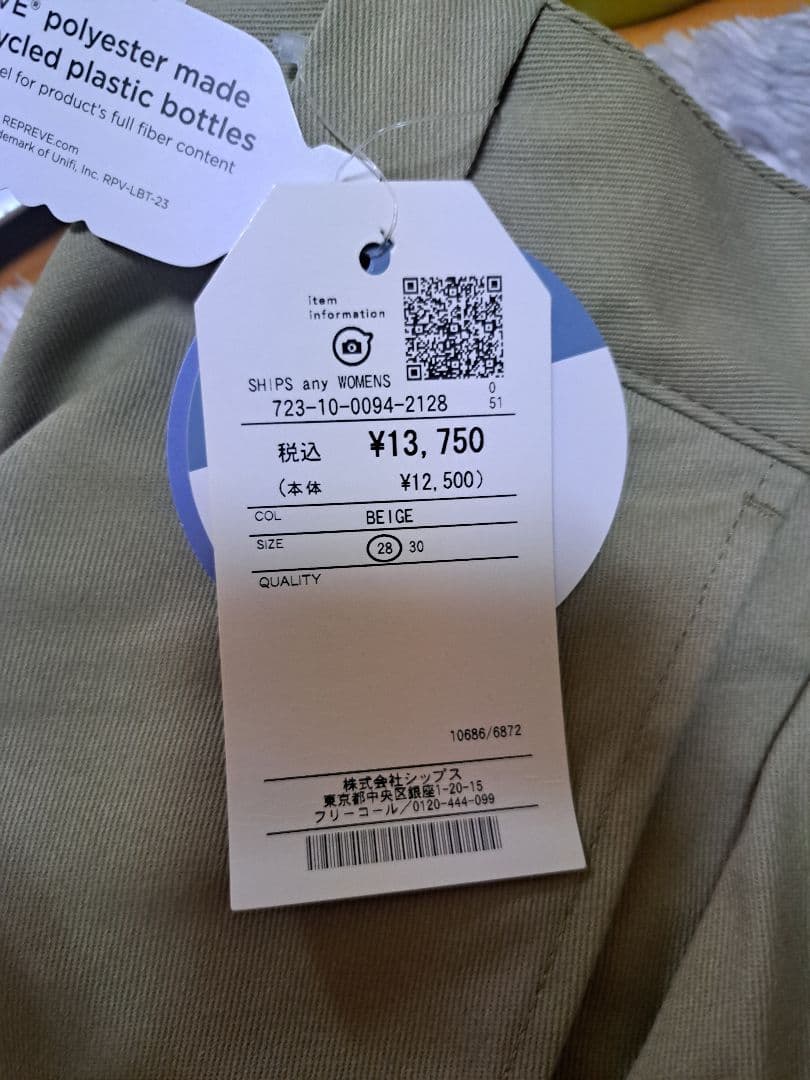 polyester made
plastic bottles
for product's full fiber content
REPREVE.com
of Unifi, Inc. RPV-LBT-23
item
information
SHIPS any WOMENS
0
723-10-0094-2128
51
税込 ¥13,750
(本体 ¥12,500)
COL BEIGE
SIZE 28 30
QUALITY
10686/6872
株式会社シップス
東京都中央区銀座1-20-15
フリーコール/0120-444-099